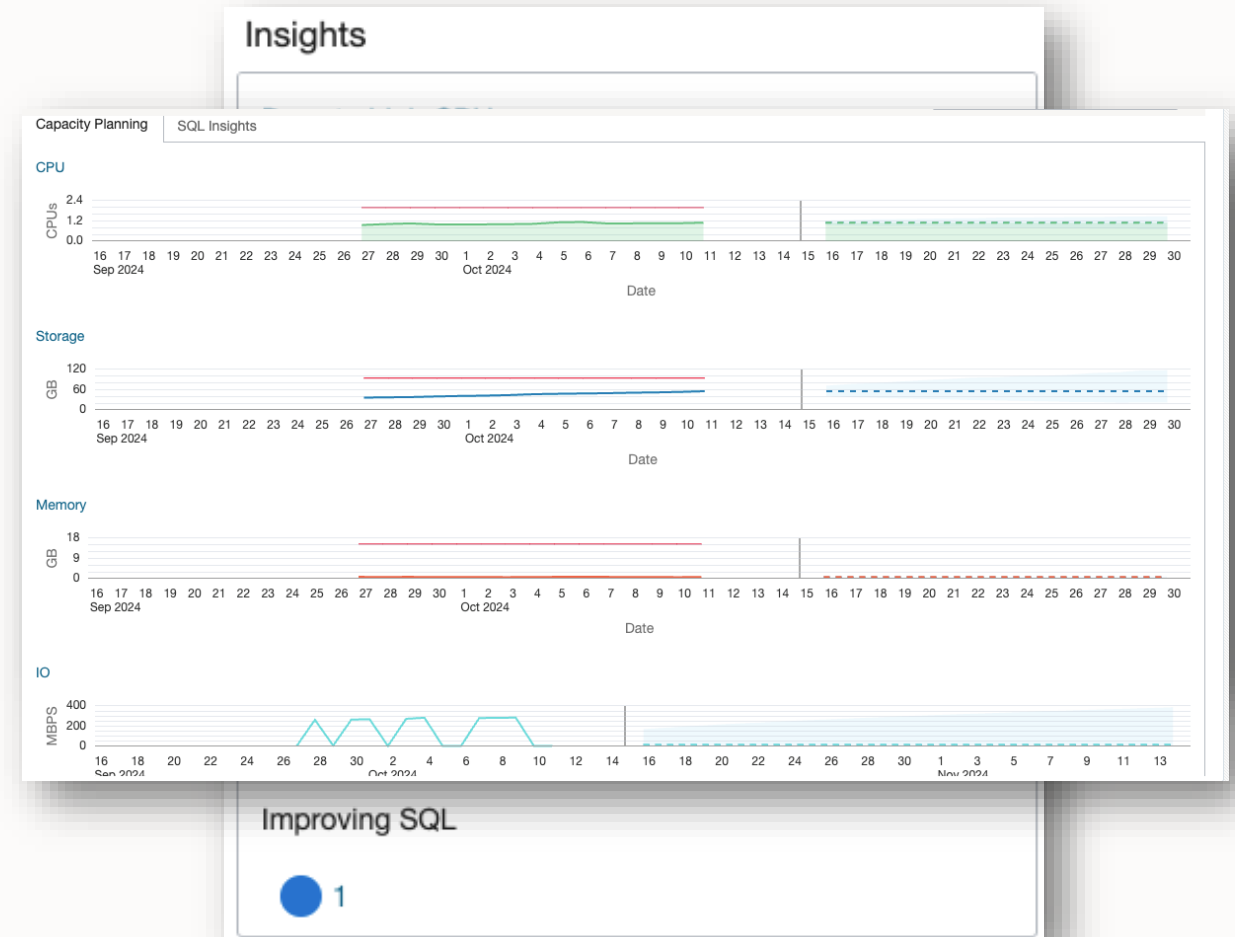 Insights
Capacity Planning SQL Insights
CPU
CPUs
2.4
1.2
0.0
16 17 18 19 20 21 22 23 24 25 26 27 28 29 30 1 2 3 4 5 6 7 8 9 10 11 12 13 14 15 16 17 18 19 20 21 22 23 24 25 26 27 28 29 30
Sep 2024 Oct 2024
Date
Storage
GB
120
60
0
16 17 18 19 20 21 22 23 24 25 26 27 28 29 30 1 2 3 4 5 6 7 8 9 10 11 12 13 14 15 16 17 18 19 20 21 22 23 24 25 26 27 28 29 30
Sep 2024 Oct 2024
Date
Memory
GB
18
9
0
16 17 18 19 20 21 22 23 24 25 26 27 28 29 30 1 2 3 4 5 6 7 8 9 10 11 12 13 14 15 16 17 18 19 20 21 22 23 24 25 26 27 28 29 30
Sep 2024 Oct 2024
Date
IO
MBPS
400
200
0
16 18 20 22 24 26 28 30 2 4 6 8 10 12 14 16 18 20 22 24 26 28 30 1 3 5 7 9 11 13
Sep 2024 Oct 2024 Nov 2024
Improving SQL
1